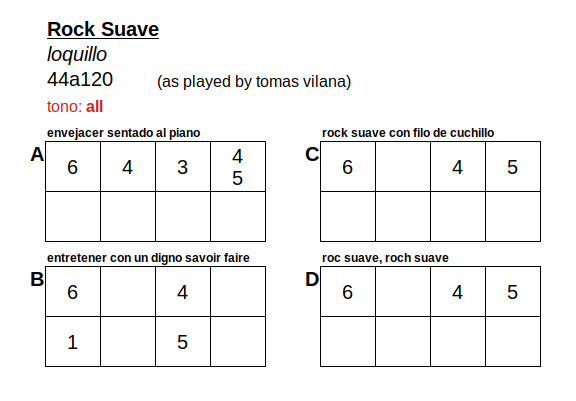 Rock Suave
loquillo
44a120 (as played by tomas vilana)
tono: all
envejacer sentado al piano
A
6 4 3 4
5
rock suave con filo de cuchillo
C
6 4 5
entretener con un digno savoir faire
B
6 4
1 5
roc suave, roch suave
D
6 4 5